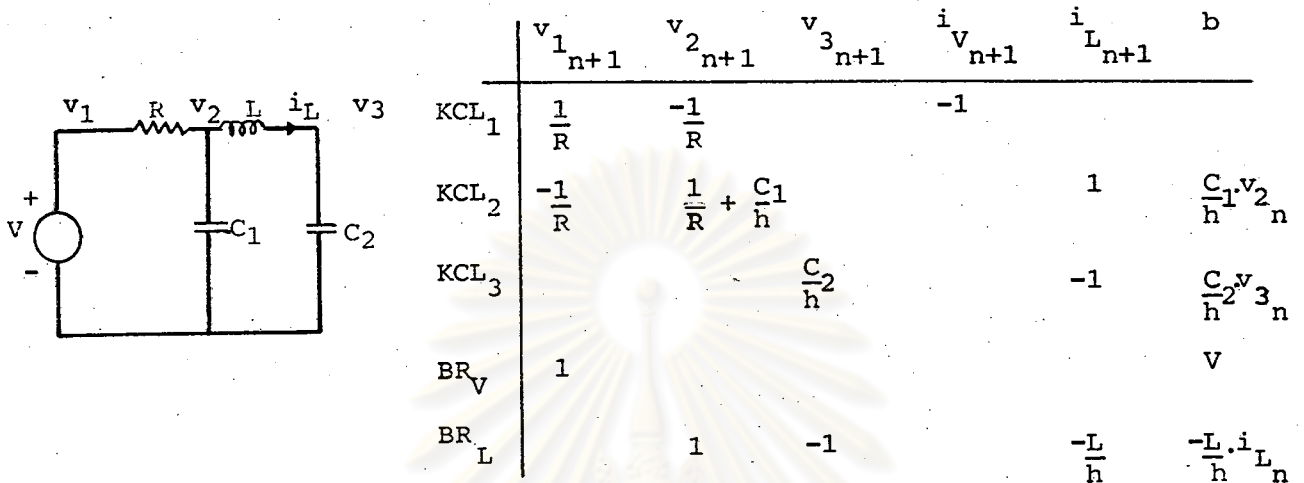 v1 R v2 L iL v3
+
V
-
C1
C2
v1n+1 v2n+1 v3n+1 iVn+1 iLn+1 b
KCL1 1/R -1/R -1
KCL2 -1/R 1/R + C1/h 1 C1/h·v2n
KCL3 C2/h -1 C2/h·v3n
BRV 1 V
BRL 1 -1 -L/h -L/h·iLn